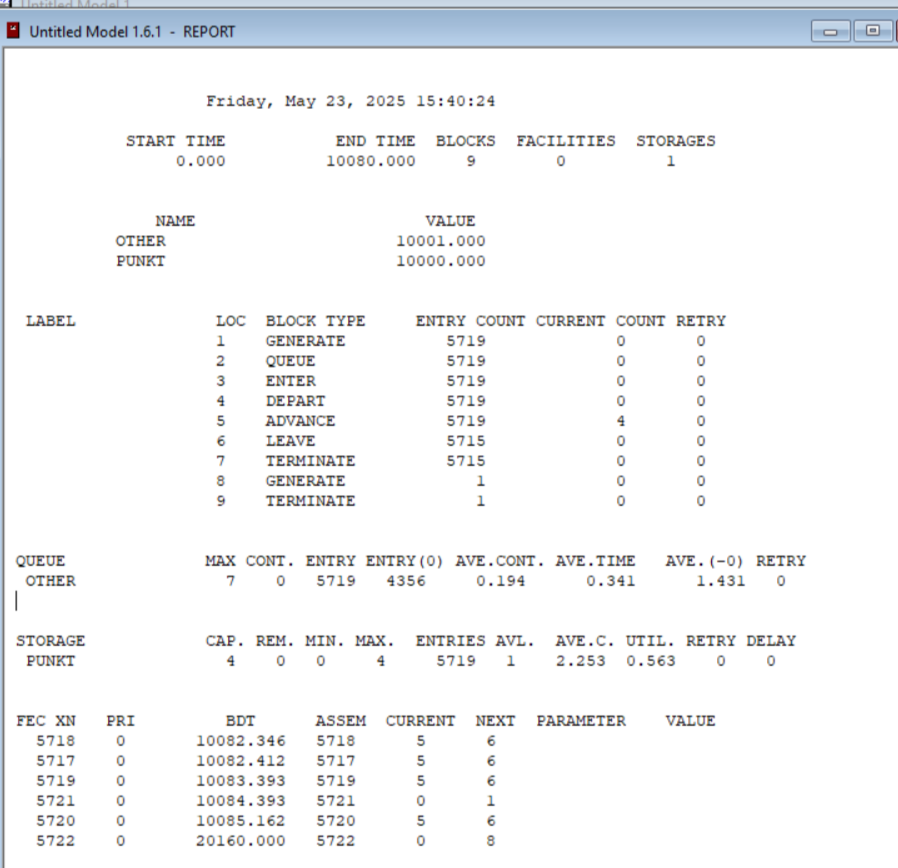 Untitled Model 1
Untitled Model 1.6.1 - REPORT
Friday, May 23, 2025 15:40:24
START TIME END TIME BLOCKS FACILITIES STORAGES
0.000 10080.000 9 0 1
NAME VALUE
OTHER 10001.000
PUNKT 10000.000
LABEL LOC BLOCK TYPE ENTRY COUNT CURRENT COUNT RETRY
1 GENERATE 5719 0 0
2 QUEUE 5719 0 0
3 ENTER 5719 0 0
4 DEPART 5719 0 0
5 ADVANCE 5719 4 0
6 LEAVE 5715 0 0
7 TERMINATE 5715 0 0
8 GENERATE 1 0 0
9 TERMINATE 1 0 0
QUEUE MAX CONT. ENTRY ENTRY(0) AVE.CONT. AVE.TIME AVE.(-0) RETRY
OTHER 7 0 5719 4356 0.194 0.341 1.431 0
STORAGE CAP. REM. MIN. MAX. ENTRIES AVL. AVE.C. UTIL. RETRY DELAY
PUNKT 4 0 0 4 5719 1 2.253 0.563 0 0
FEC XN PRI BDT ASSEM CURRENT NEXT PARAMETER VALUE
5718 0 10082.346 5718 5 6
5717 0 10082.412 5717 5 6
5719 0 10083.393 5719 5 6
5721 0 10084.393 5721 0 1
5720 0 10085.162 5720 5 6
5722 0 20160.000 5722 0 8